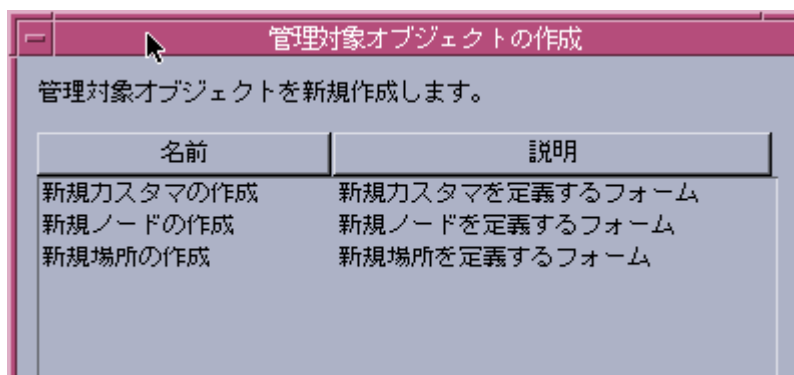 管理対象オブジェクトの作成
管理対象オブジェクトを新規作成します。
名前 説明
新規カスタマの作成 新規カスタマを定義するフォーム
新規ノードの作成 新規ノードを定義するフォーム
新規場所の作成 新規場所を定義するフォーム